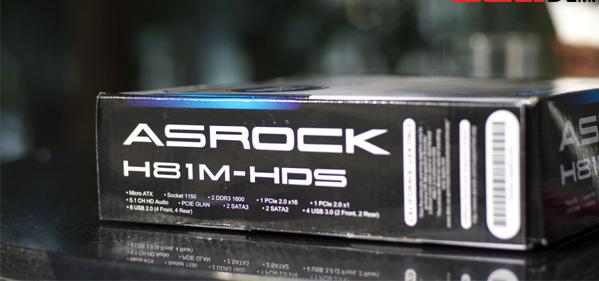 ASROCK
H81M-HDS
• Micro ATX • Socket 1150 • 2 DDR3 1600 • 1 PCIe 2.0 x16 • 1 PCIe 2.0 x1
• 5.1 CH HD Audio • PCIE GLAN • 2 SATA3 • 2 SATA2 • 4 USB 3.0 (2 Front, 2 Rear)
• 8 USB 2.0 (4 Front, 4 Rear)
AS
H8